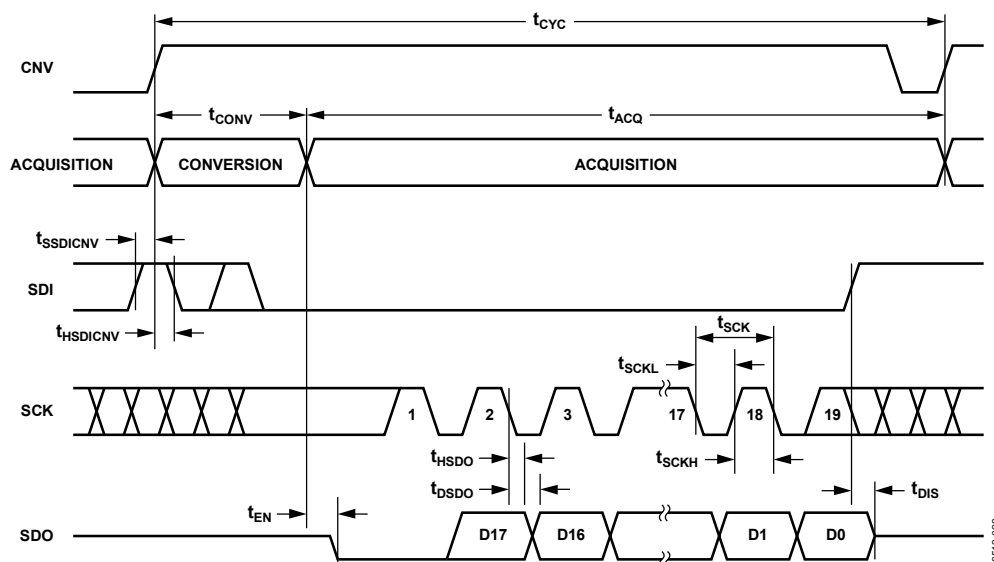 tCYC
CNV
tCONV
tACQ
ACQUISITION
CONVERSION
ACQUISITION
tSSDICNV
SDI
tHSDICNV
tSCK
tSCKL
SCK
1
2
3
17
18
19
tHSDO
tSCKH
tDSDO
tDIS
tEN
SDO
D17
D16
D1
D0